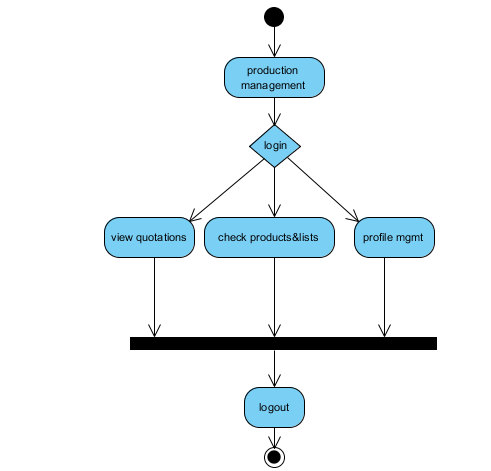 production
management
login
view quotations
check products&lists
profile mgmt
logout